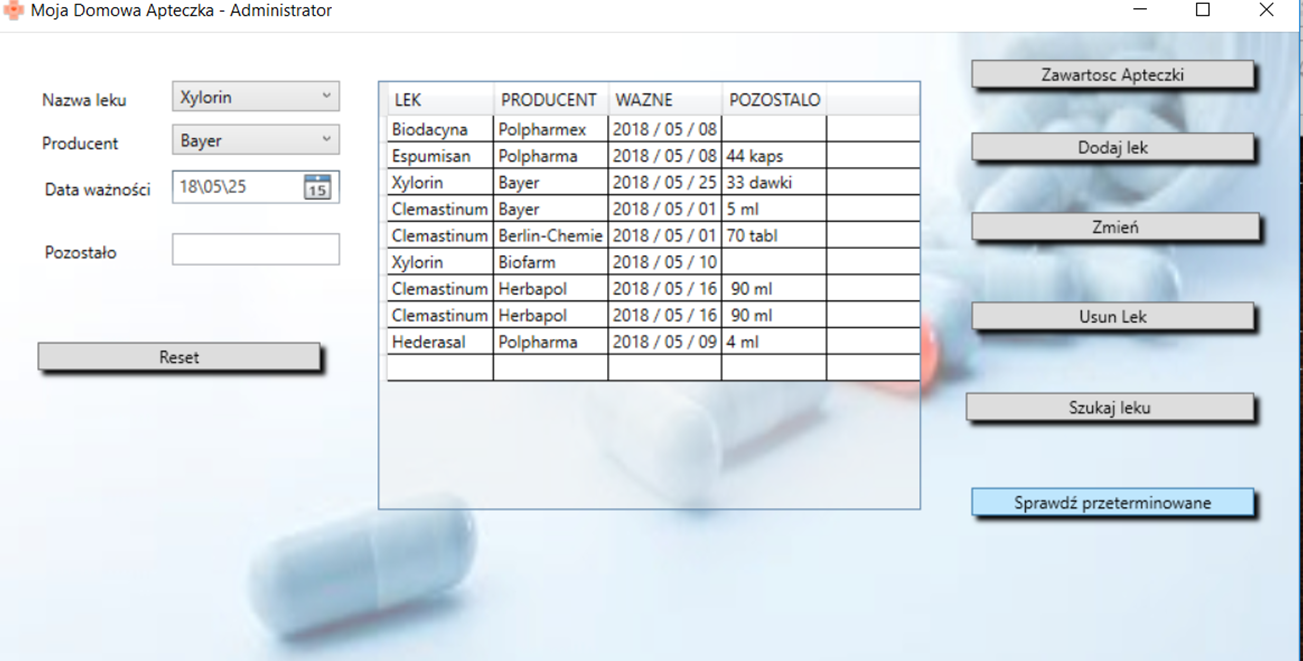 Moja Domowa Apteczka - Administrator
Nazwa leku Xylorin
Producent Bayer
Data ważności 18\05\25 15
Pozostało
Reset
LEK PRODUCENT WAZNE POZOSTALO
Biodacyna Polpharmex 2018 / 05 / 08
Espumisan Polpharma 2018 / 05 / 08 44 kaps
Xylorin Bayer 2018 / 05 / 25 33 dawki
Clemastinum Bayer 2018 / 05 / 01 5 ml
Clemastinum Berlin-Chemie 2018 / 05 / 01 70 tabl
Xylorin Biofarm 2018 / 05 / 10
Clemastinum Herbapol 2018 / 05 / 16 90 ml
Clemastinum Herbapol 2018 / 05 / 16 90 ml
Hederasal Polpharma 2018 / 05 / 09 4 ml
Zawartosc Apteczki
Dodaj lek
Zmień
Usun Lek
Szukaj leku
Sprawdź przeterminowane